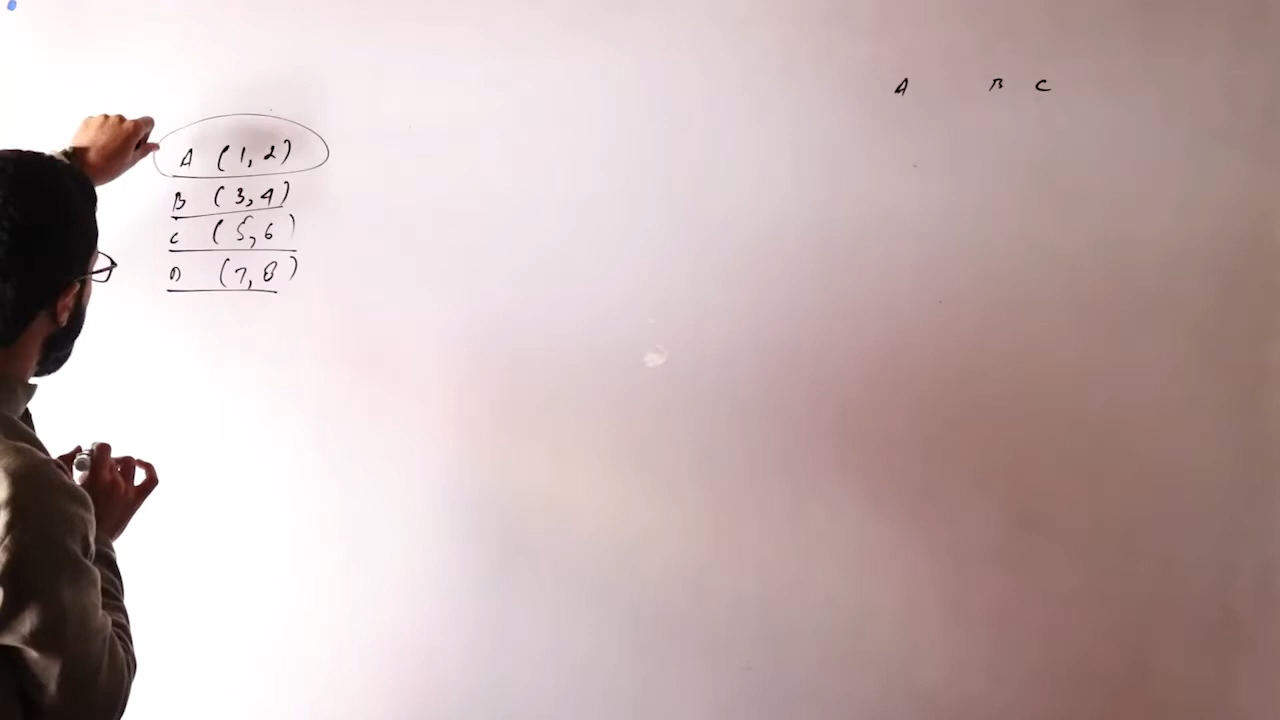 A (1,2)
B (3,4)
C (5,6)
D (7,8)
A B C